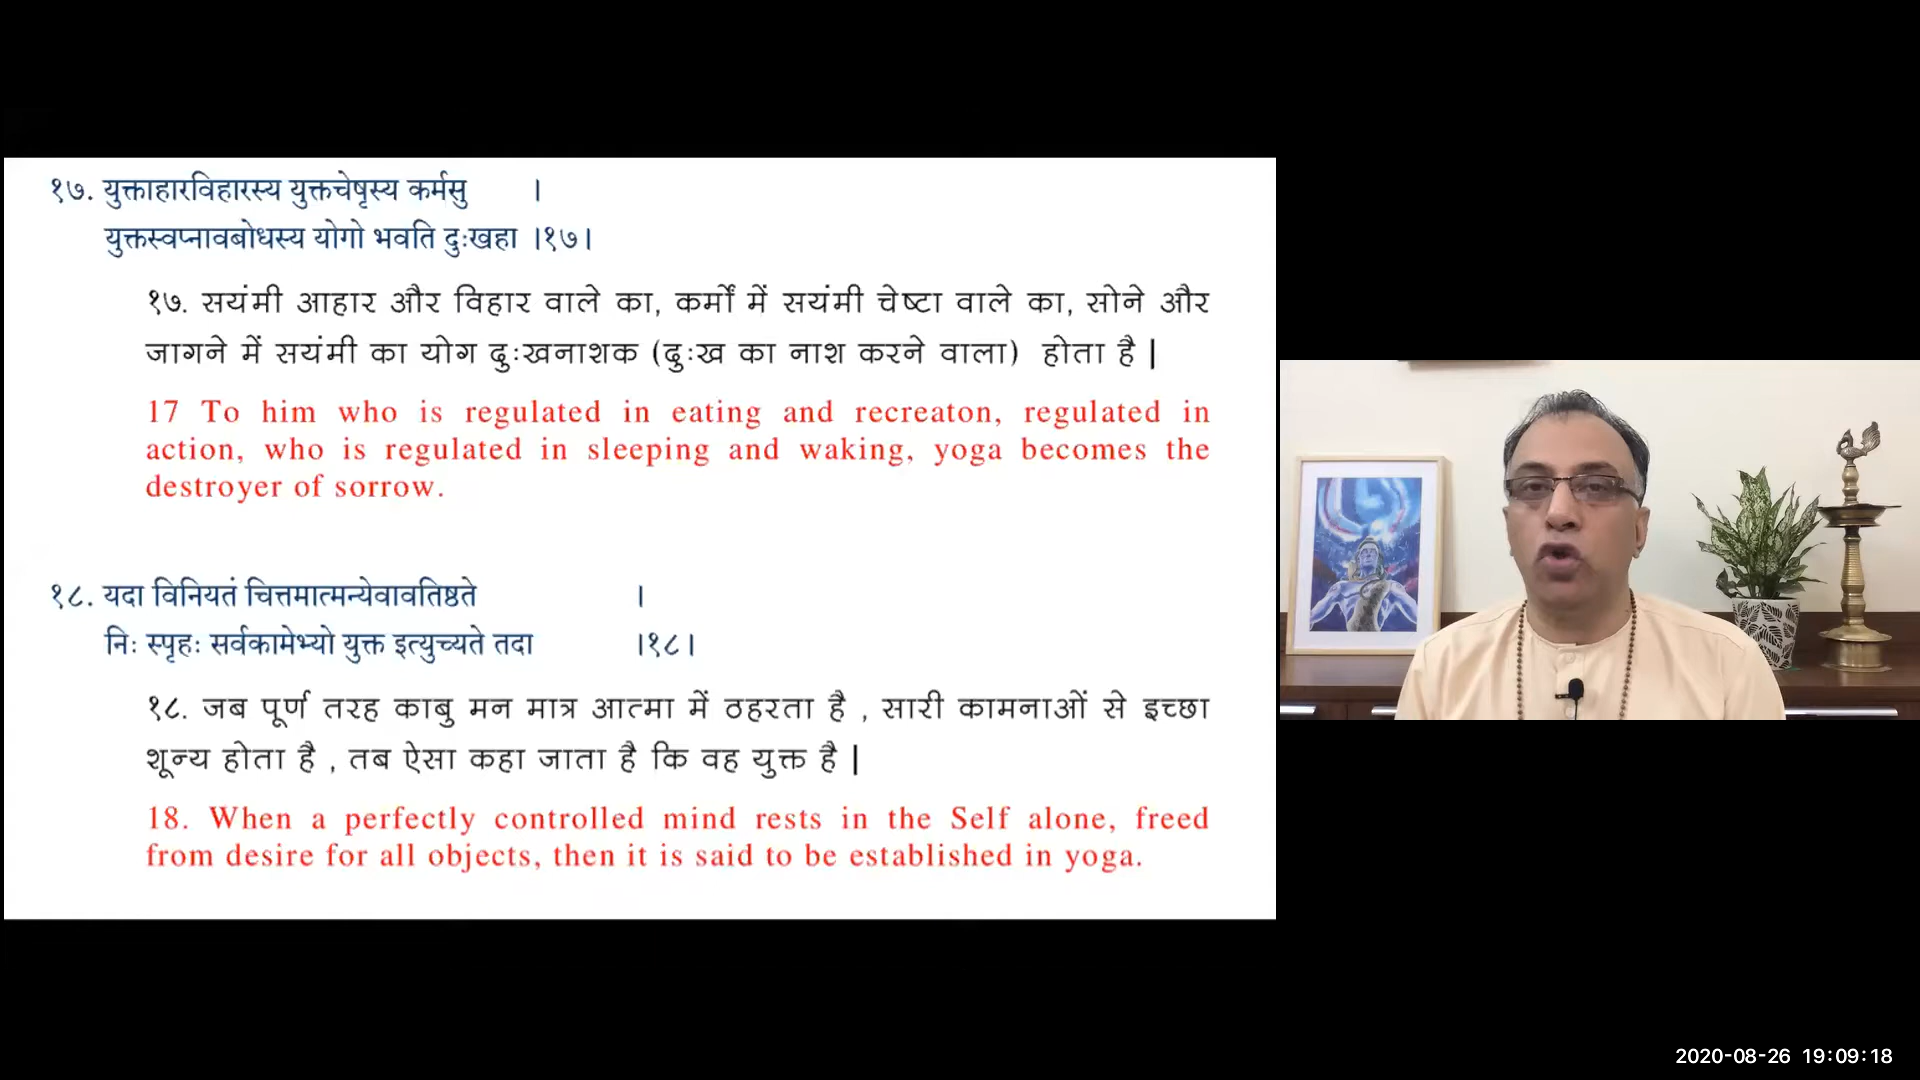 १७. युक्ताहारविहारस्य युक्तचेष्टस्य कर्मसु ।
युक्तस्वप्नावबोधस्य योगो भवति दुःखहा ।१७।
१७. सयंमी आहार और विहार वाले का, कर्मों में सयंमी चेष्टा वाले का, सोने और
जागने में सयंमी का योग दुःखनाशक (दुःख का नाश करने वाला) होता है |
17 To him who is regulated in eating and recreaton, regulated in
action, who is regulated in sleeping and waking, yoga becomes the
destroyer of sorrow.
१८. यदा विनियतं चित्तमात्मन्येवावतिष्ठते ।
निः स्पृहः सर्वकामेभ्यो युक्त इत्युच्यते तदा ।१८।
१८. जब पूर्ण तरह काबु मन मात्र आत्मा में ठहरता है , सारी कामनाओं से इच्छा
शून्य होता है , तब ऐसा कहा जाता है कि वह युक्त है |
18. When a perfectly controlled mind rests in the Self alone, freed
from desire for all objects, then it is said to be established in yoga.
2020-08-26 19:09:18